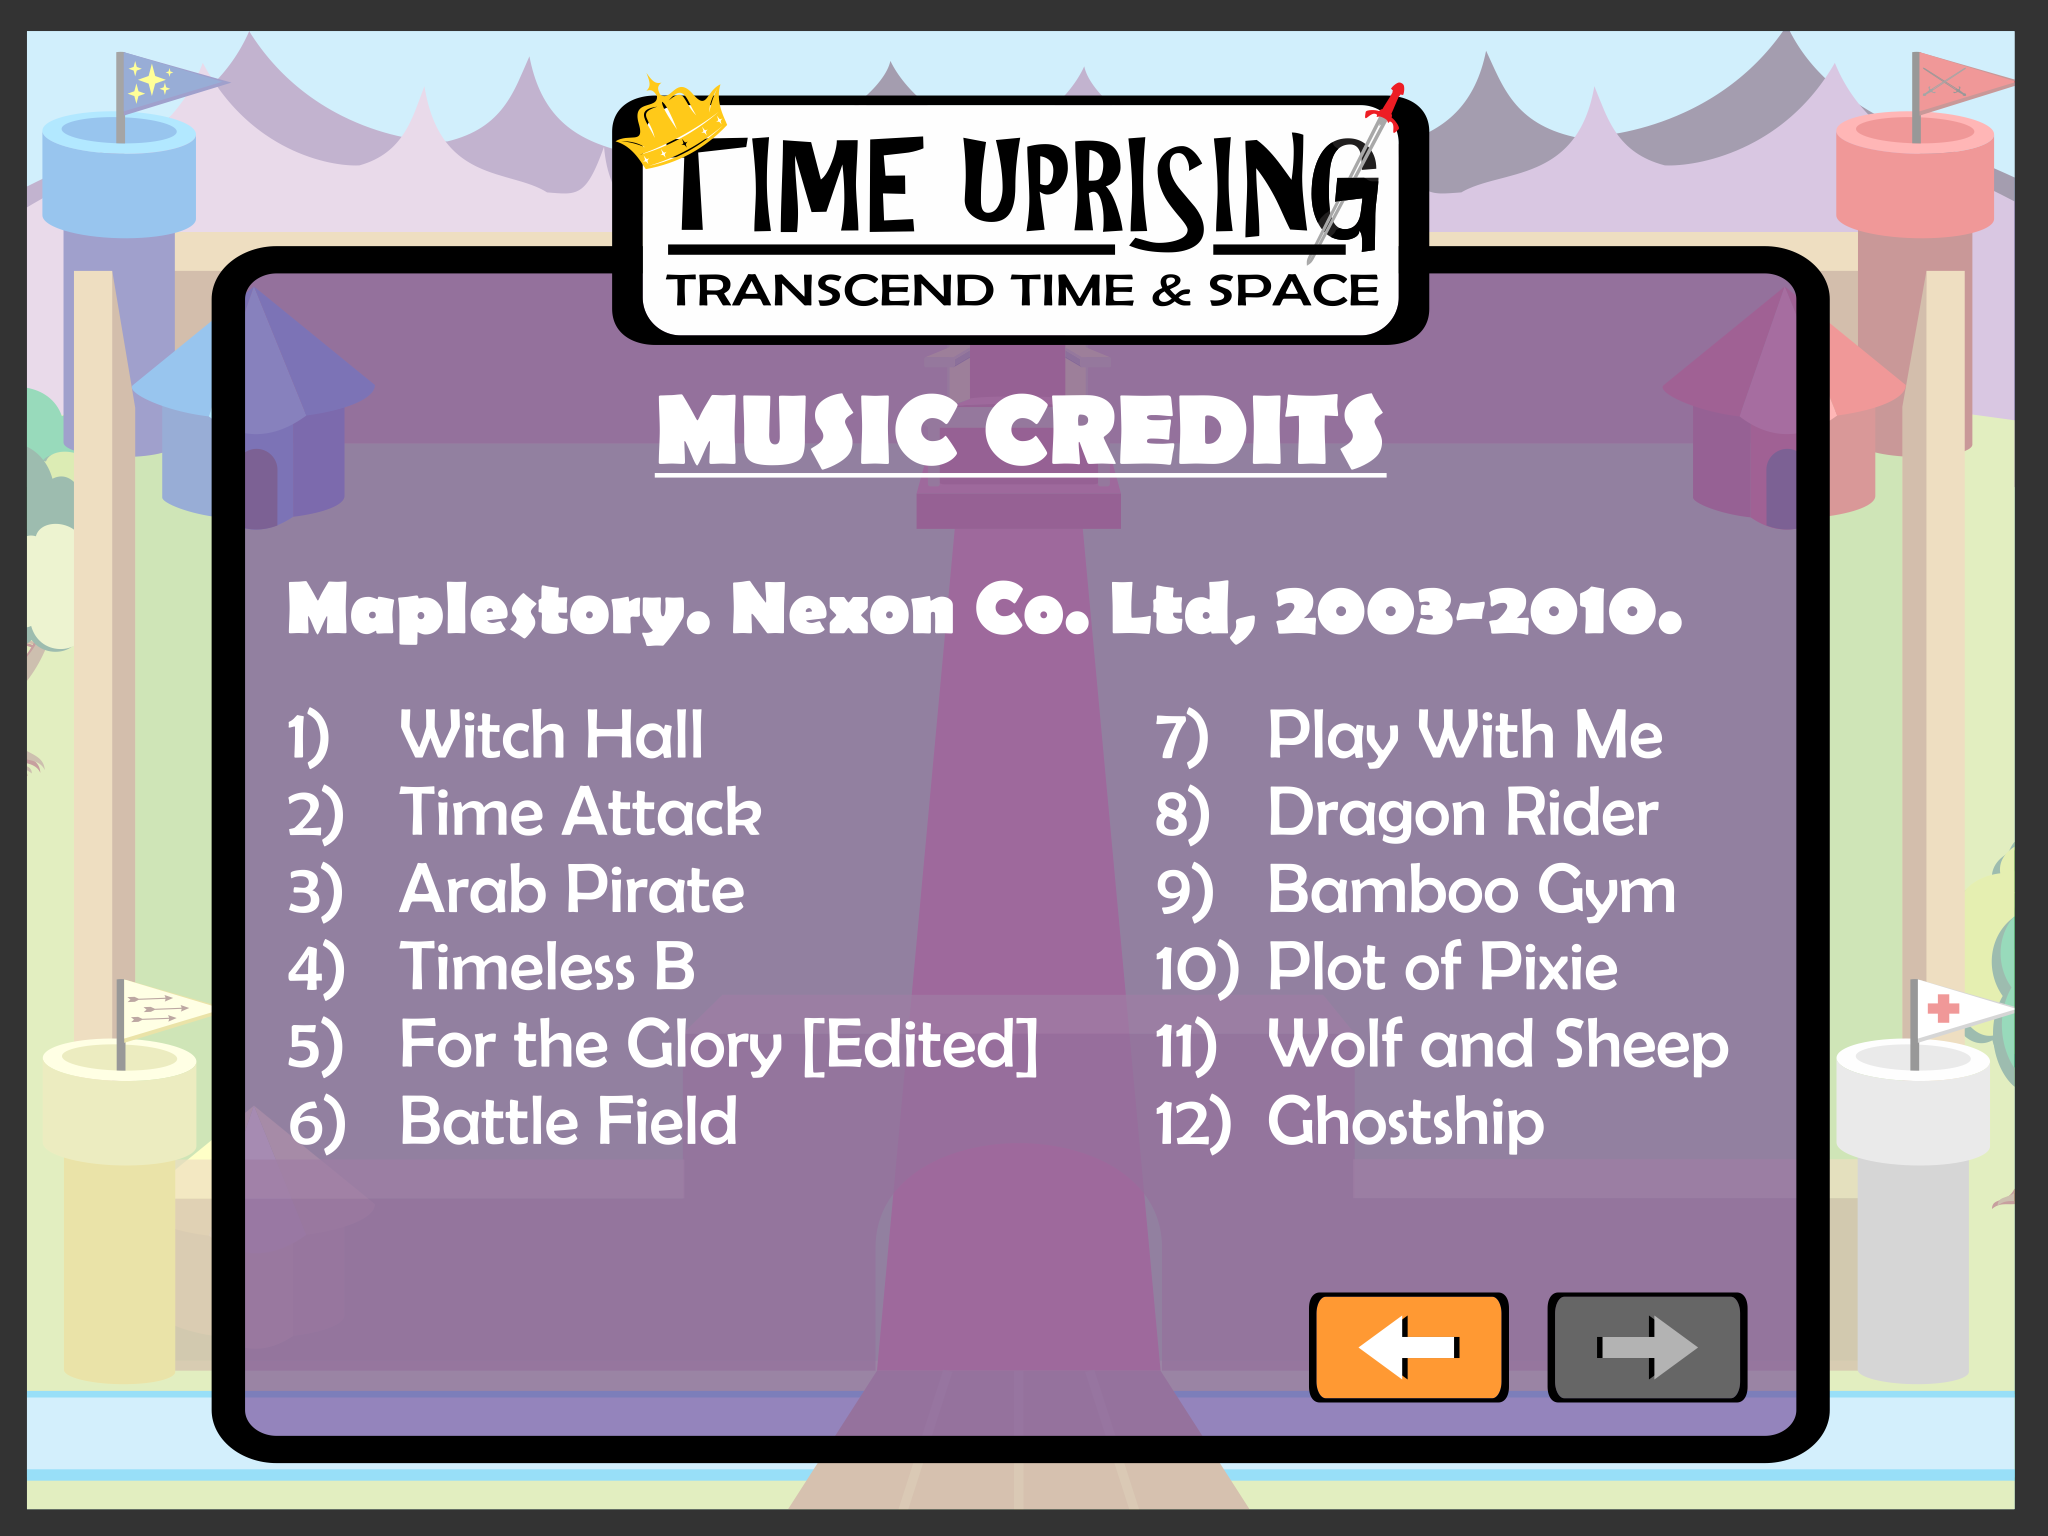 TIME UPRISING
TRANSCEND TIME & SPACE
MUSIC CREDITS
Maplestory. Nexon Co. Ltd, 2003-2010.
1) Witch Hall
2) Time Attack
3) Arab Pirate
4) Timeless B
5) For the Glory [Edited]
6) Battle Field
7) Play With Me
8) Dragon Rider
9) Bamboo Gym
10) Plot of Pixie
11) Wolf and Sheep
12) Ghostship